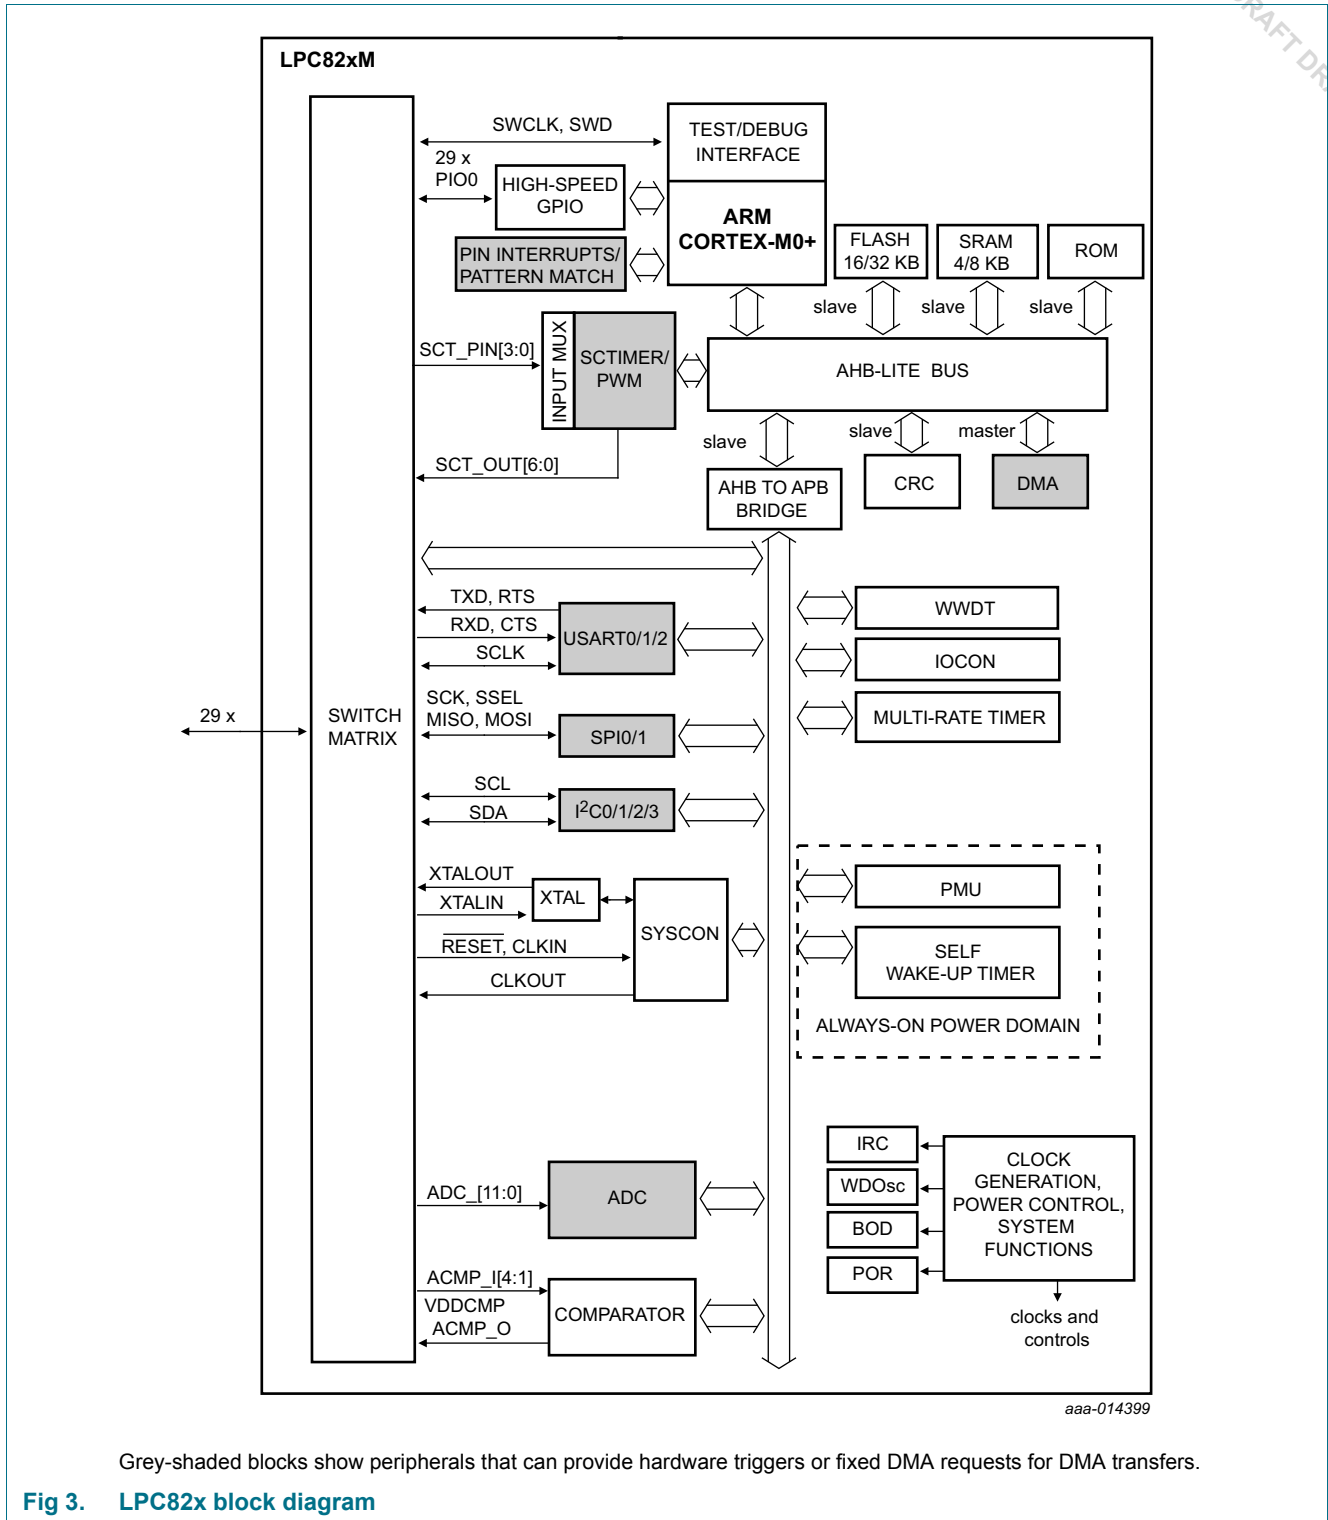 DRAFT DRA
LPC82xM
SWCLK, SWD
TEST/DEBUG
INTERFACE
29 x
PIO0
HIGH-SPEED
GPIO
ARM
CORTEX-M0+
PIN INTERRUPTS/
PATTERN MATCH
FLASH
16/32 KB
SRAM
4/8 KB
ROM
slave
slave
slave
SCT_PIN[3:0]
INPUT MUX
SCTIMER/
PWM
AHB-LITE BUS
slave
slave
master
SCT_OUT[6:0]
AHB TO APB
BRIDGE
CRC
DMA
TXD, RTS
RXD, CTS
SCLK
USART0/1/2
WWDT
IOCON
MULTI-RATE TIMER
29 x
SWITCH
MATRIX
SCK, SSEL
MISO, MOSI
SPI0/1
SCL
SDA
I²C0/1/2/3
XTALOUT
XTALIN
XTAL
RESET, CLKIN
CLKOUT
SYSCON
PMU
SELF
WAKE-UP TIMER
ALWAYS-ON POWER DOMAIN
IRC
WDOsc
BOD
POR
CLOCK
GENERATION,
POWER CONTROL,
SYSTEM
FUNCTIONS
clocks and
controls
ADC_[11:0]
ADC
ACMP_I[4:1]
VDDCMP
ACMP_O
COMPARATOR
aaa-014399
Grey-shaded blocks show peripherals that can provide hardware triggers or fixed DMA requests for DMA transfers.
Fig 3. LPC82x block diagram